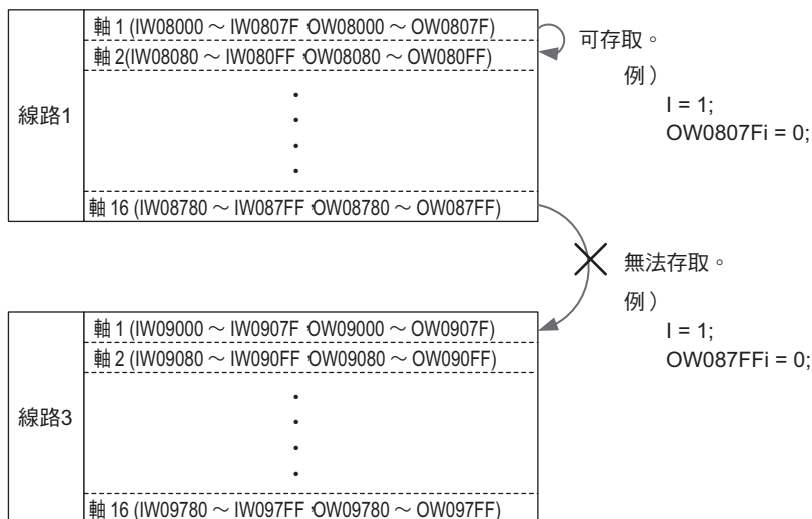 軸 1 (IW08000 ～ IW0807F，OW08000 ～ OW0807F)
軸 2(IW08080 ～ IW080FF，OW08080 ～ OW080FF)
線路1
軸 16 (IW08780 ～ IW087FF，OW08780 ～ OW087FF)
可存取。
例）
I = 1;
OW0807Fi = 0;
無法存取。
例）
I = 1;
OW087FFi = 0;
軸 1 (IW09000 ～ IW0907F，OW09000 ～ OW0907F)
軸 2 (IW09080 ～ IW090FF，OW09080 ～ OW090FF)
線路3
軸 16 (IW09780 ～ IW097FF，OW09780 ～ OW097FF)